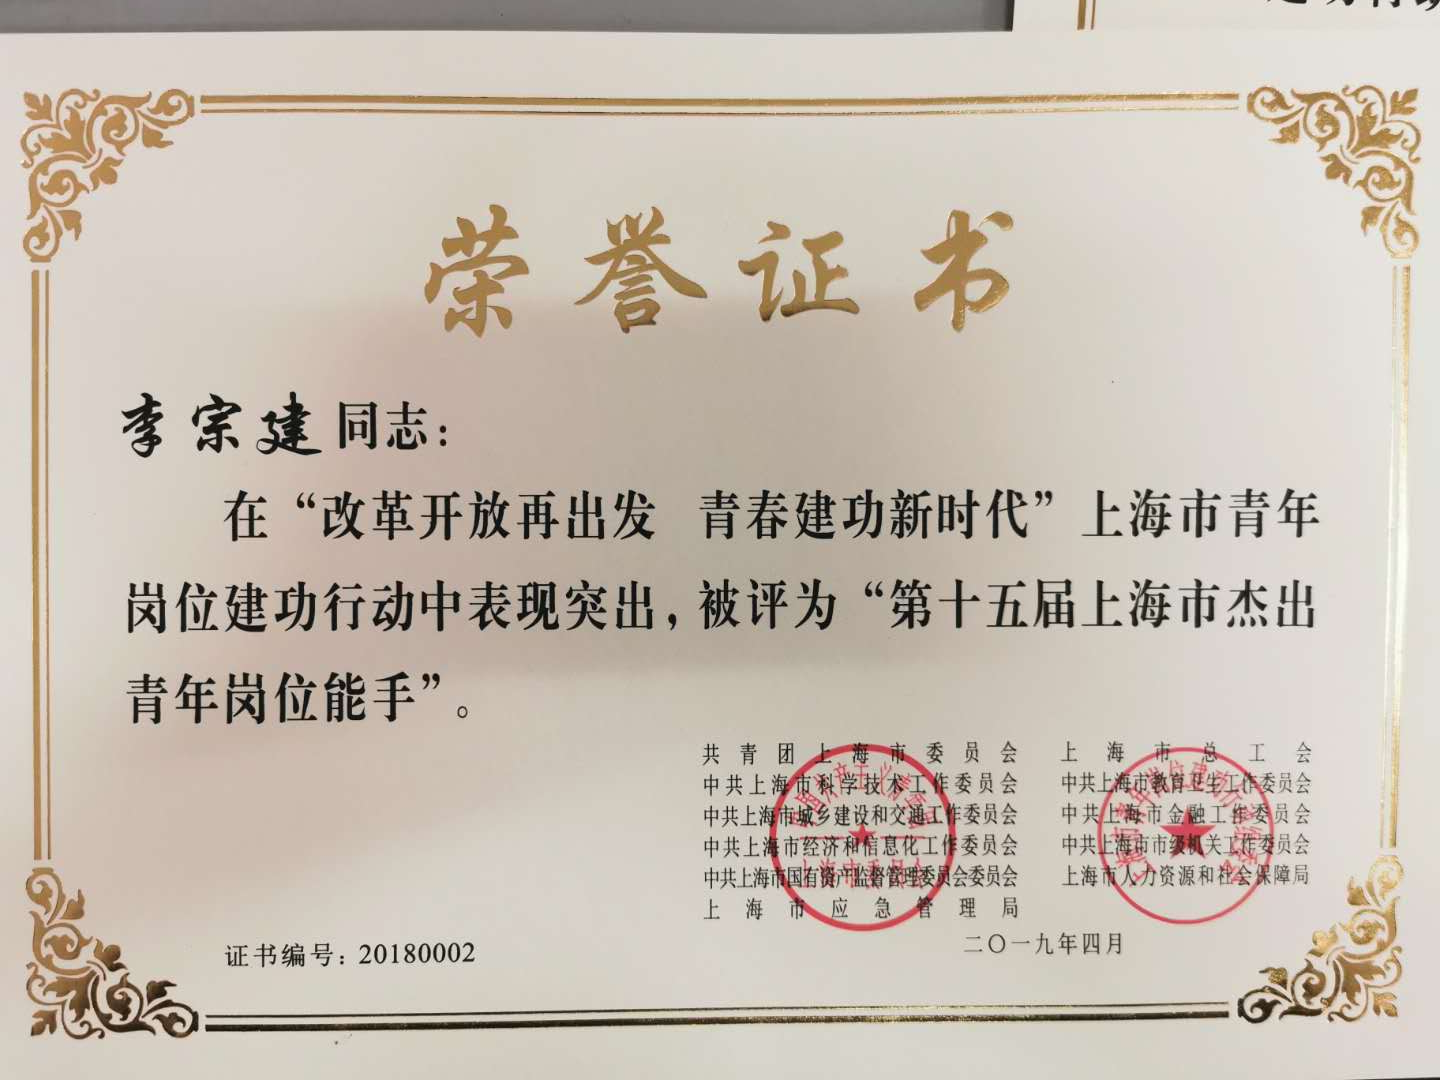 荣誉证书
李宗建同志：
在“改革开放再出发 青春建功新时代”上海市青年
岗位建功行动中表现突出，被评为“第十五届上海市杰出
青年岗位能手”。
共青团上海市委员会 上海市总工会
中共上海市科学技术工作委员会 中共上海市教育卫生工作委员会
中共上海市城乡建设和交通工作委员会 中共上海市金融工作委员会
中共上海市经济和信息化工作委员会 中共上海市市级机关工作委员会
中共上海市国有资产监督管理委员会委员会 上海市人力资源和社会保障局
上海市应急管理局
二〇一九年四月
证书编号：20180002